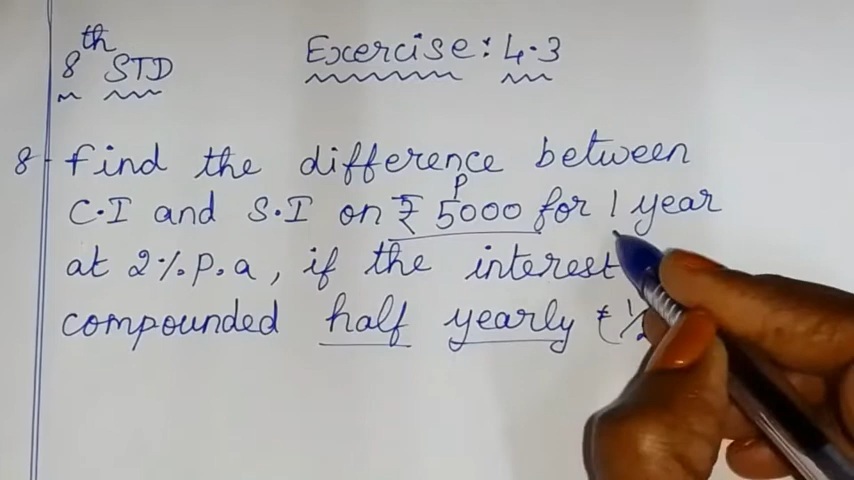 8th STD Exercise: 4.3
8 find the difference between
P
C.I and S.I on ₹ 5000 for 1 year
at 2%.p.a, if the interest
compounded half yearly